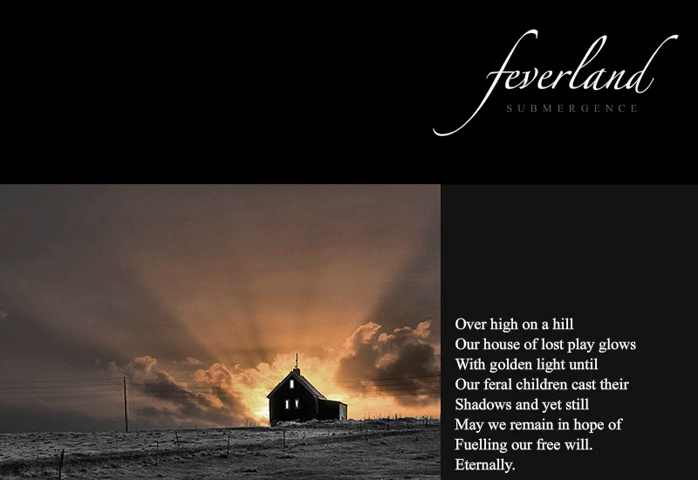 feverland
SUBMERGENCE
Over high on a hill
Our house of lost play glows
With golden light until
Our feral children cast their
Shadows and yet still
May we remain in hope of
Fuelling our free will.
Eternally.